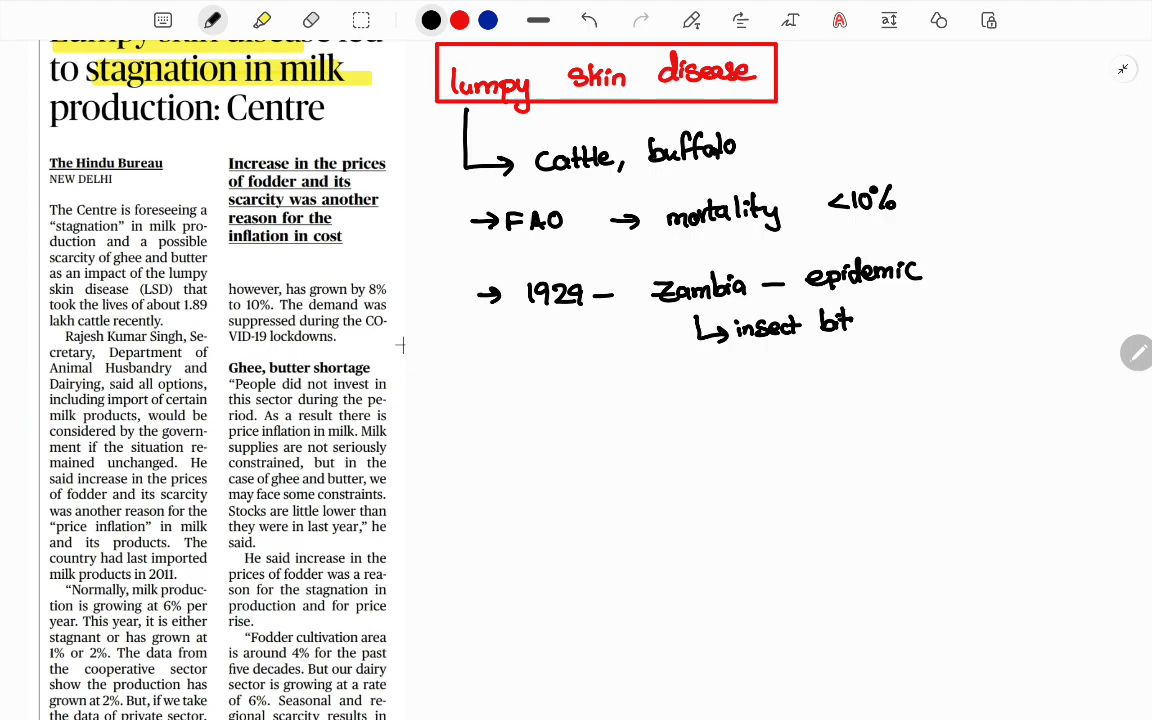 Lumpy skin disease led
to stagnation in milk
production: Centre
The Hindu Bureau
NEW DELHI
The Centre is foreseeing a
“stagnation” in milk pro-
duction and a possible
scarcity of ghee and butter
as an impact of the lumpy
skin disease (LSD) that
took the lives of about 1.89
lakh cattle recently.
Rajesh Kumar Singh, Se-
cretary, Department of
Animal Husbandry and
Dairying, said all options,
including import of certain
milk products, would be
considered by the govern-
ment if the situation re-
mained unchanged. He
said increase in the prices
of fodder and its scarcity
was another reason for the
“price inflation” in milk
and its products. The
country had last imported
milk products in 2011.
“Normally, milk produc-
tion is growing at 6% per
year. This year, it is either
stagnant or has grown at
1% or 2%. The data from
the cooperative sector
show the production has
grown at 2%. But, if we take
the data of private sector,
Increase in the prices
of fodder and its
scarcity was another
reason for the
inflation in cost
however, has grown by 8%
to 10%. The demand was
suppressed during the CO-
VID-19 lockdowns.
Ghee, butter shortage
“People did not invest in
this sector during the pe-
riod. As a result there is
price inflation in milk. Milk
supplies are not seriously
constrained, but in the
case of ghee and butter, we
may face some constraints.
Stocks are little lower than
they were in last year,” he
said.
He said increase in the
prices of fodder was a rea-
son for the stagnation in
production and for price
rise.
“Fodder cultivation area
is around 4% for the past
five decades. But our dairy
sector is growing at a rate
of 6%. Seasonal and re-
gional scarcity results in
lumpy skin disease
→ cattle, buffalo
→ FAO → mortality <10%
→ 1929 – Zambia – epidemic
↳ insect bit